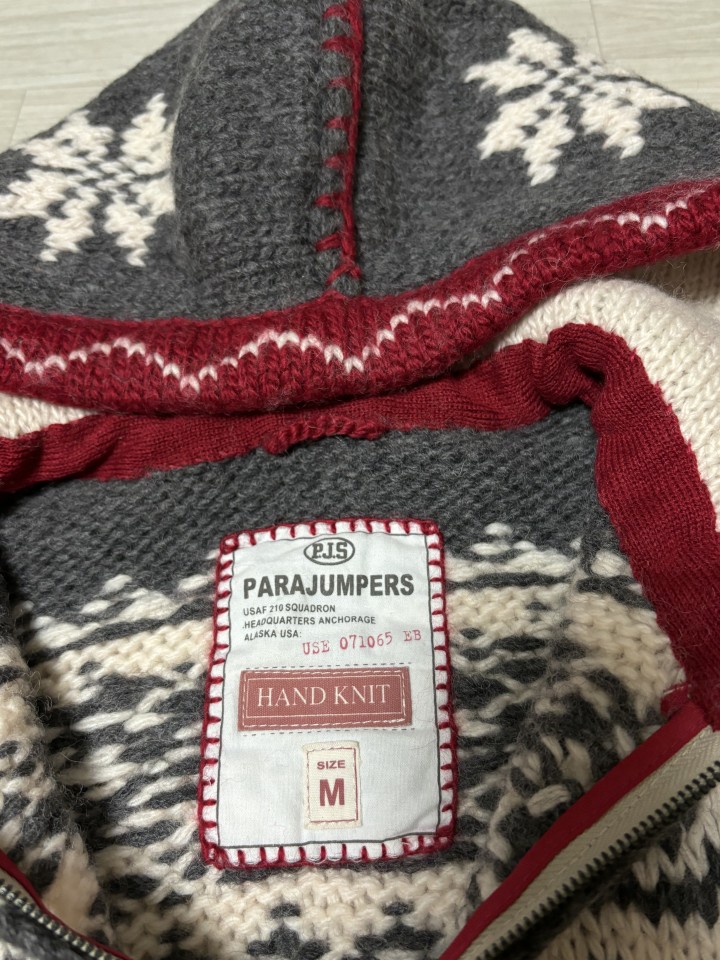 P.J.S
PARAJUMPERS
USAF 210 SQUADRON
HEADQUARTERS ANCHORAGE
ALASKA USA:
USE 071065 EB
HAND KNIT
SIZE
M